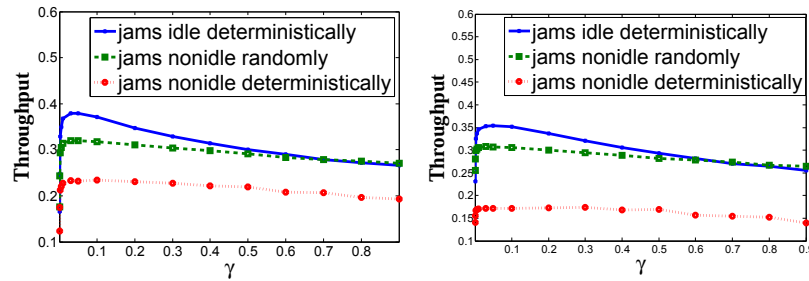 0.6
0.5
0.4
0.3
0.2
0.1
Throughput
jams idle deterministically
jams nonidle randomly
jams nonidle deterministically
0.1 0.2 0.3 0.4 0.5 0.6 0.7 0.8
γ
0.6
0.55
0.5
0.45
0.4
0.35
0.3
0.25
0.2
0.15
0.1
Throughput
jams idle deterministically
jams nonidle randomly
jams nonidle deterministically
0.1 0.2 0.3 0.4 0.5 0.6 0.7 0.8 0.9
γ